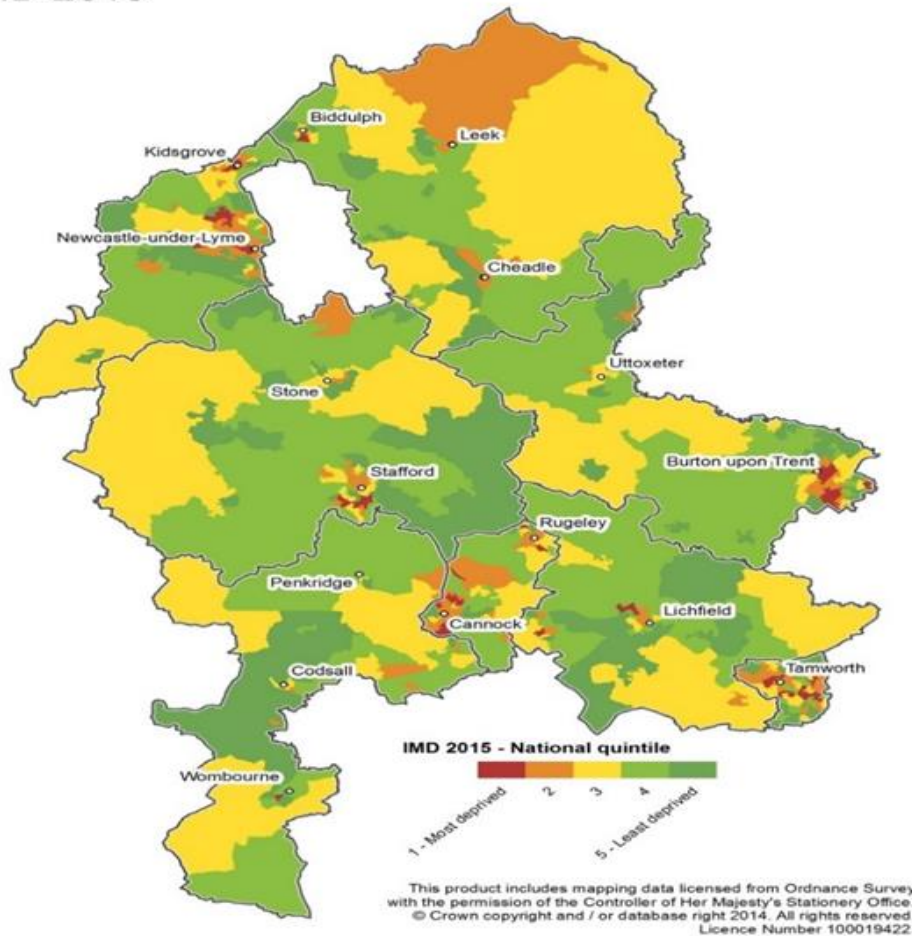 Biddulph
Leek
Kidsgrove
Newcastle-under-Lyme
Cheadle
Uttoxeter
Stone
Burton upon Trent
Stafford
Rugeley
Penkridge
Lichfield
Cannock
Tamworth
Codsall
IMD 2015 - National quintile
Wombourne
1 - Most deprived
2
3
4
5 - Least deprived
This product includes mapping data licensed from Ordnance Survey
with the permission of the Controller of Her Majesty's Stationery Office.
© Crown copyright and / or database right 2014. All rights reserved.
Licence Number 100019422.